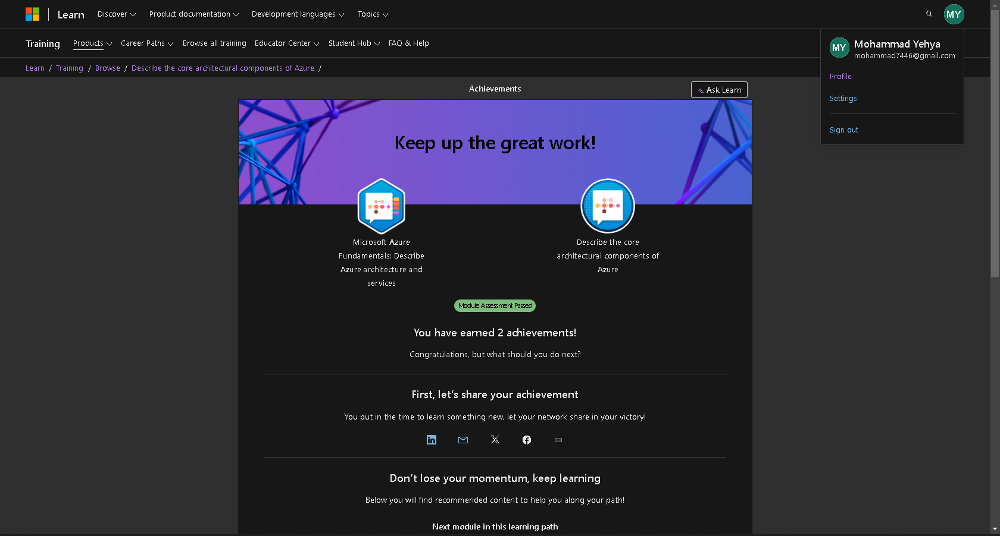 Learn Discover Product documentation Development languages Topics MY
Training Products Career Paths Browse all training Educator Center Student Hub FAQ & Help
MY Mohammad Yehya
mohammad7446@gmail.com
Profile
Settings
Sign out
Learn / Training / Browse / Describe the core architectural components of Azure /
Achievements
Ask Learn
Keep up the great work!
Microsoft Azure
Fundamentals: Describe
Azure architecture and
services
Describe the core
architectural components of
Azure
Module Assessment Passed
You have earned 2 achievements!
Congratulations, but what should you do next?
First, let's share your achievement
You put in the time to learn something new, let your network share in your victory!
Don't lose your momentum, keep learning
Below you will find recommended content to help you along your path!
Next module in this learning path